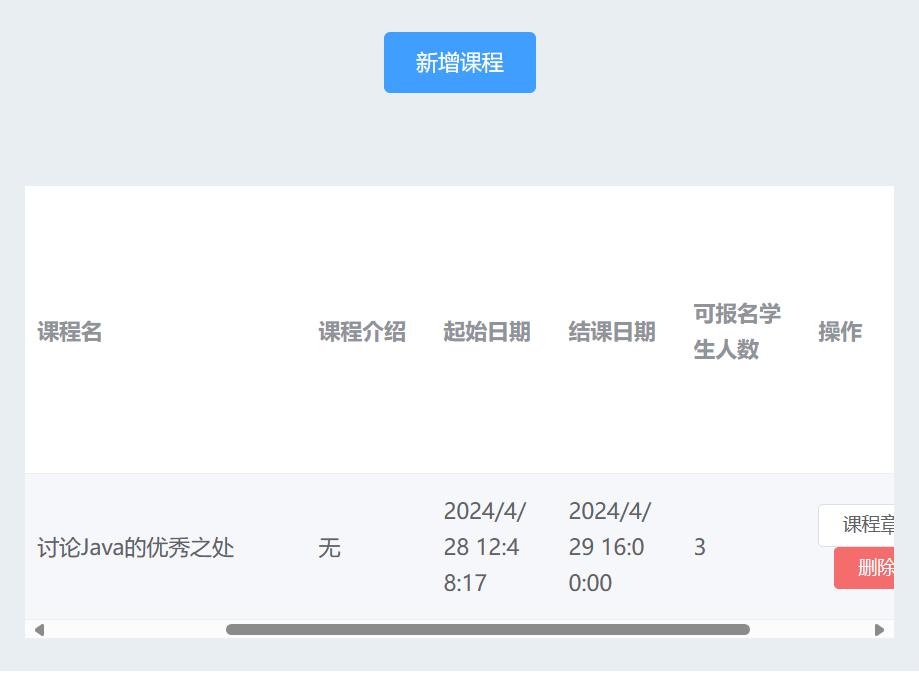 新增课程
课程名
课程介绍
起始日期
结课日期
可报名学
生人数
操作
讨论Java的优秀之处
无
2024/4/
28 12:4
8:17
2024/4/
29 16:0
0:00
3
课程章
删除